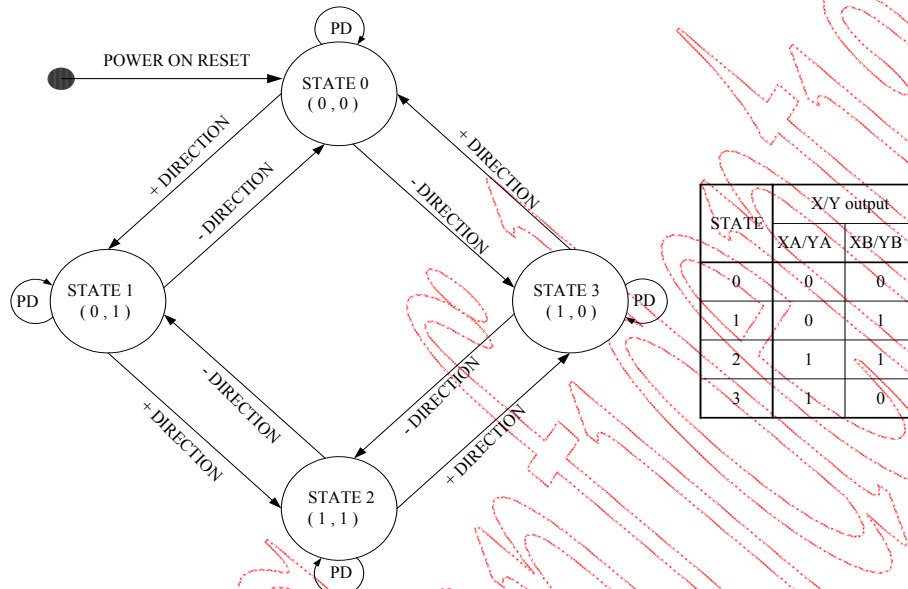 PD
POWER ON RESET
STATE 0
( 0 , 0 )
+ DIRECTION
- DIRECTION
- DIRECTION
+ DIRECTION
STATE
X/Y output
XA/YA XB/YB
0 0 0
1 0 1
2 1 1
3 1 0
PD
STATE 1
( 0,1 )
STATE 3
( 1,0 )
PD
+ DIRECTION
- DIRECTION
- DIRECTION
+ DIRECTION
STATE 2
( 1 , 1 )
PD